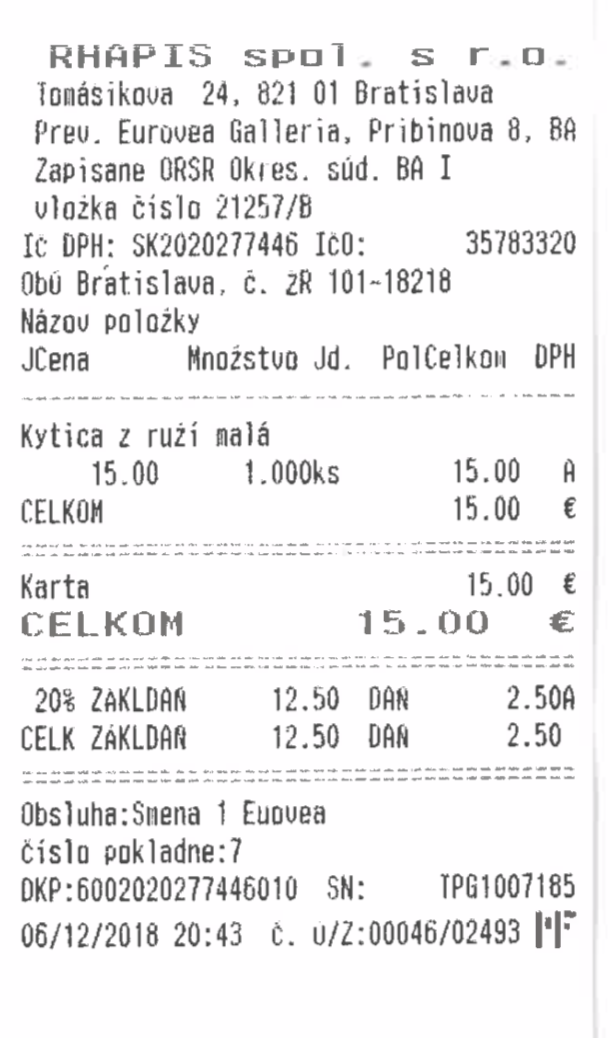 RHAPIS spol. s r.o.
Tomášikova 24, 821 01 Bratislava
Prev. Eurovea Galleria, Pribinova 8, BA
Zapísane ORSR Okres. súd. BA I
vložka číslo 21257/B
Ič DPH: SK2020277446 IčO: 35783320
Obú Bratislava, č. ŽR 101-18218
Názov položky
JCena Množstvo Jd. PolCelkom DPH
Kytica z ruží malá
15.00 1.000ks 15.00 A
CELKOM 15.00 €
Karta 15.00 €
CELKOM 15.00 €
20% ZÁKLDAŇ 12.50 DAŇ 2.50A
CELK ZÁKLDAŇ 12.50 DAŇ 2.50
Obsluha:Smena 1 Euovea
číslo pokladne:7
DKP:6002020277446010 SN: TPG1007185
06/12/2018 20:43 č. ú/Z:00046/02493 MF